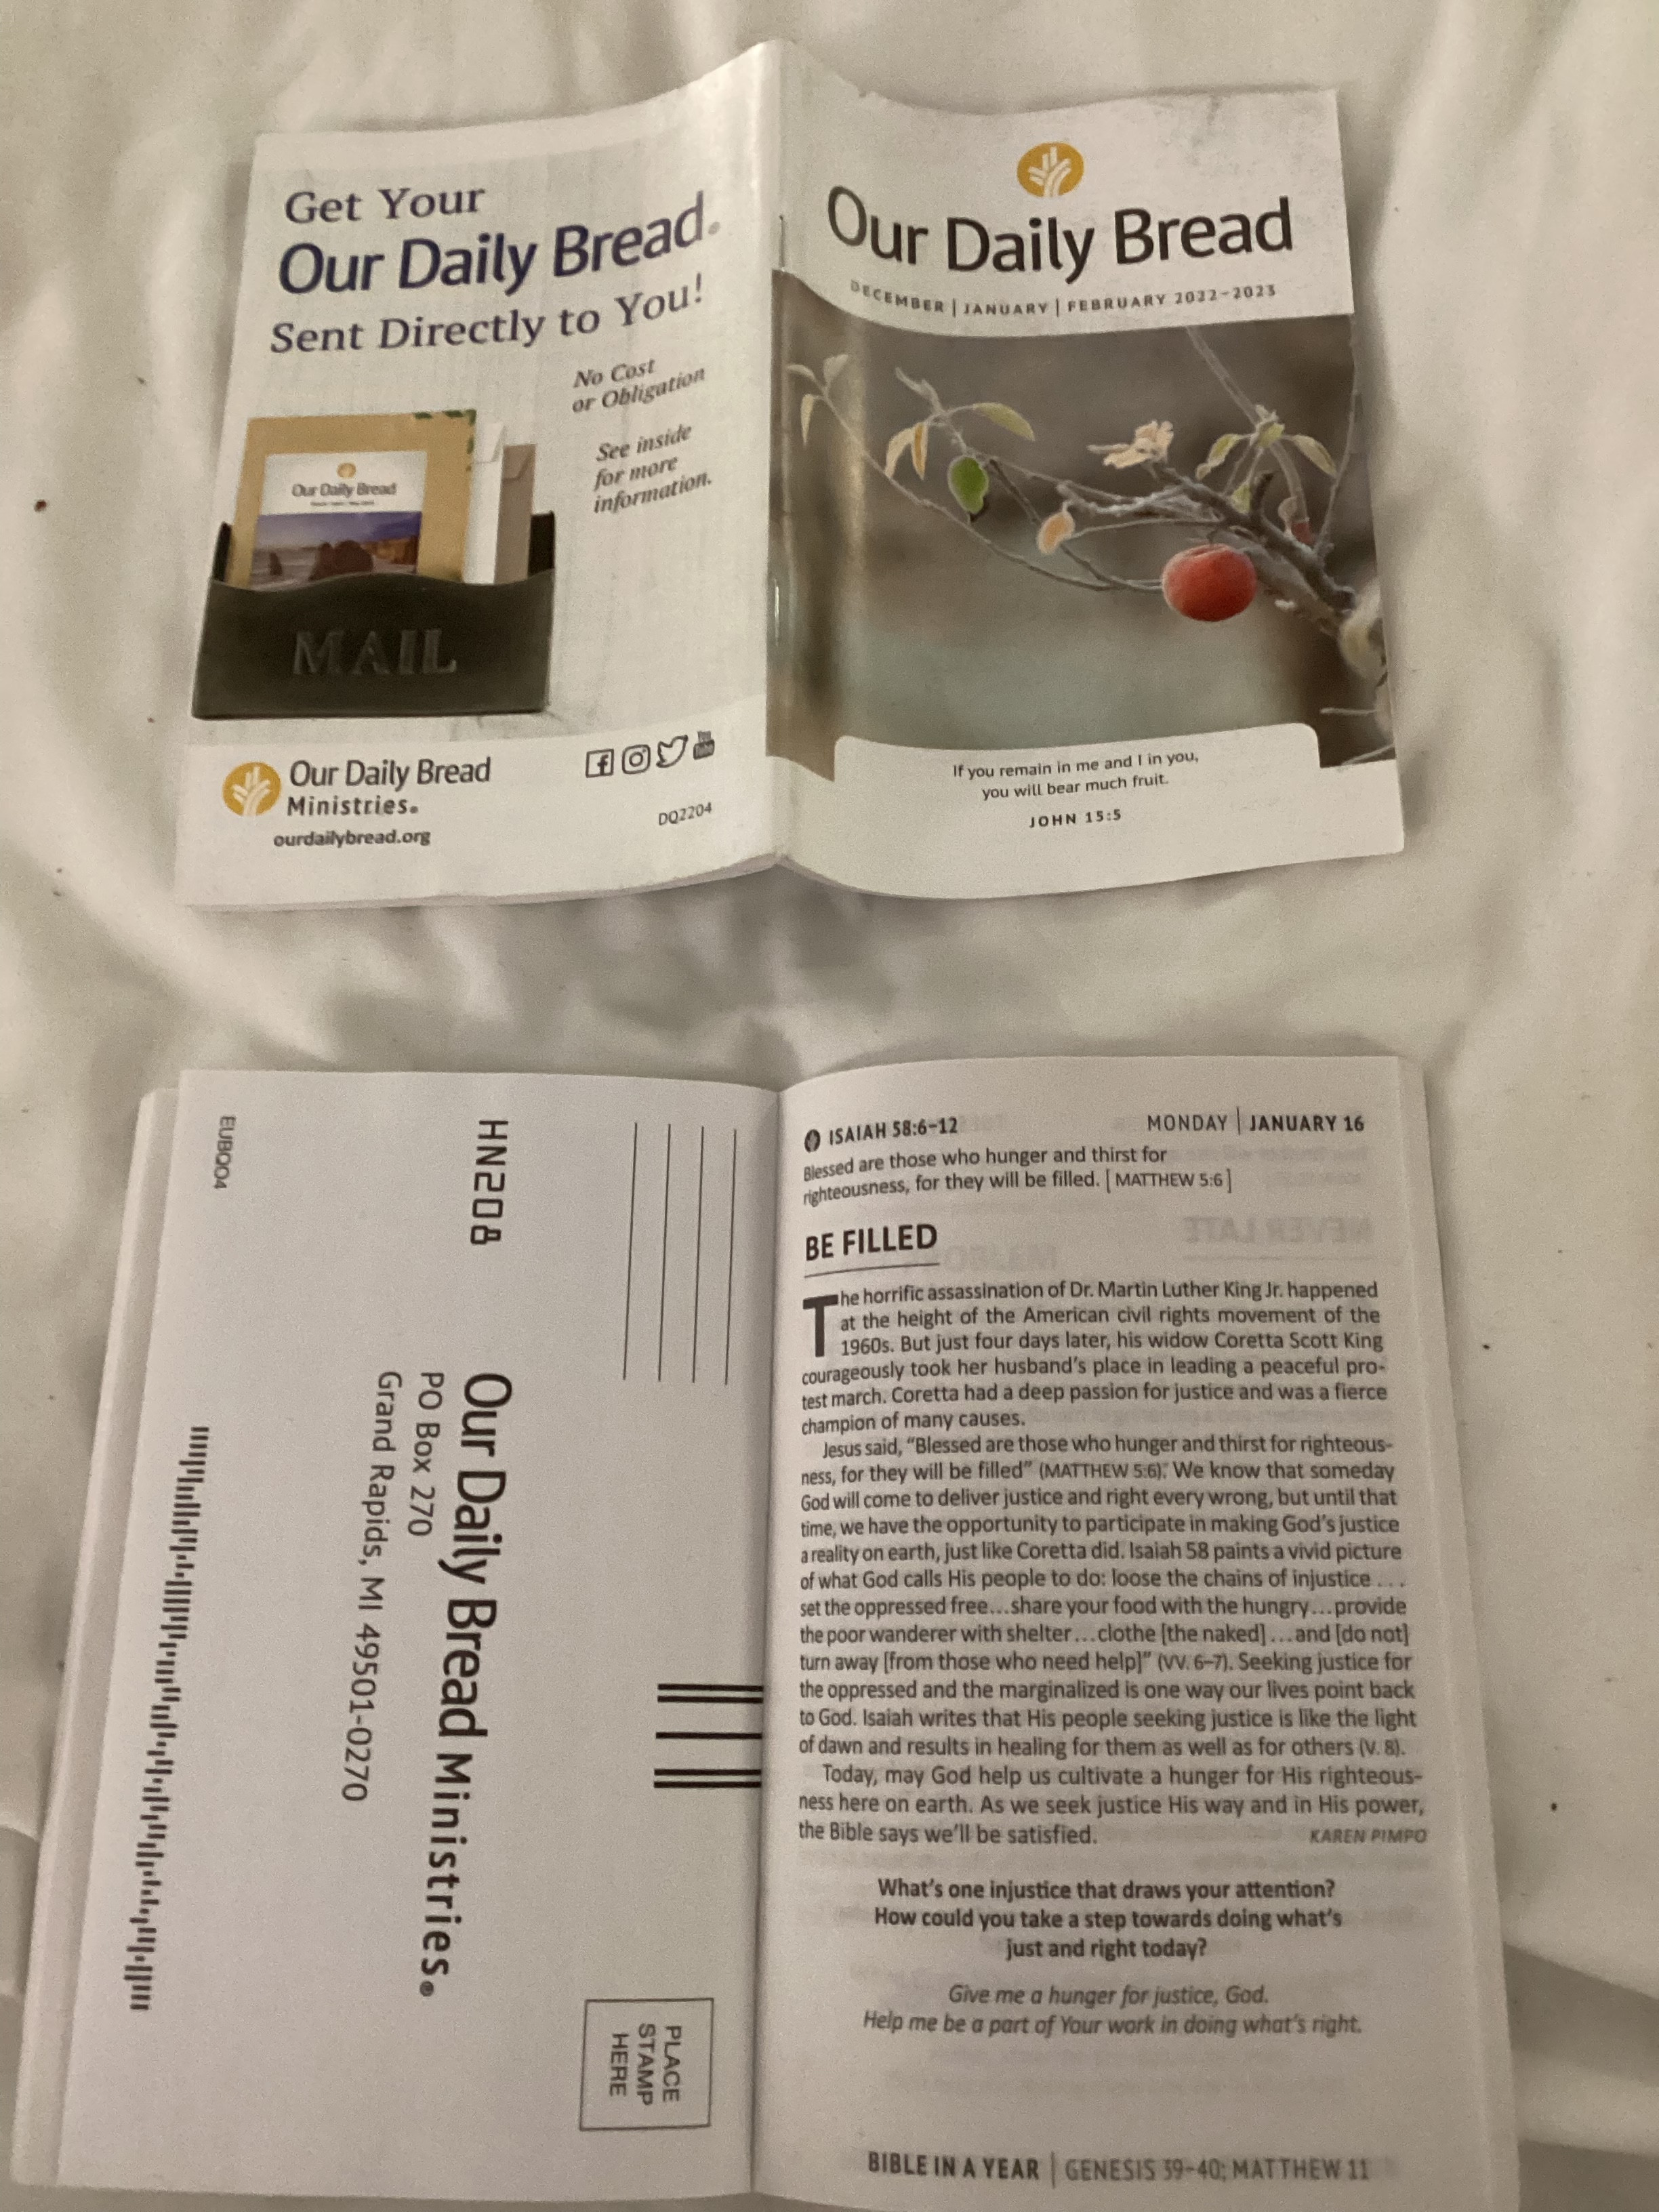 Get Your
Our Daily Bread.
Sent Directly to You!
No Cost
or Obligation
See inside
for more
information.
Our Daily Bread
MAIL
Our Daily Bread
Ministries®
ourdailybread.org
DQ2204
Our Daily Bread
DECEMBER | JANUARY | FEBRUARY 2022–2023
If you remain in me and I in you,
you will bear much fruit.
JOHN 15:5
EUBQ04
HN208
Our Daily Bread Ministries®
PO Box 270
Grand Rapids, MI 49501-0270
PLACE
STAMP
HERE
ISAIAH 58:6–12
MONDAY | JANUARY 16
Blessed are those who hunger and thirst for
righteousness, for they will be filled. [ MATTHEW 5:6 ]
BE FILLED
The horrific assassination of Dr. Martin Luther King Jr. happened
at the height of the American civil rights movement of the
1960s. But just four days later, his widow Coretta Scott King
courageously took her husband's place in leading a peaceful pro-
test march. Coretta had a deep passion for justice and was a fierce
champion of many causes.
Jesus said, "Blessed are those who hunger and thirst for righteous-
ness, for they will be filled" (MATTHEW 5:6). We know that someday
God will come to deliver justice and right every wrong, but until that
time, we have the opportunity to participate in making God's justice
a reality on earth, just like Coretta did. Isaiah 58 paints a vivid picture
of what God calls His people to do: loose the chains of injustice . . .
set the oppressed free...share your food with the hungry...provide
the poor wanderer with shelter...clothe [the naked] ...and [do not]
turn away [from those who need help]" (VV. 6–7). Seeking justice for
the oppressed and the marginalized is one way our lives point back
to God. Isaiah writes that His people seeking justice is like the light
of dawn and results in healing for them as well as for others (V. 8).
Today, may God help us cultivate a hunger for His righteous-
ness here on earth. As we seek justice His way and in His power,
the Bible says we'll be satisfied.
KAREN PIMPO
What's one injustice that draws your attention?
How could you take a step towards doing what's
just and right today?
Give me a hunger for justice, God.
Help me be a part of Your work in doing what's right.
BIBLE IN A YEAR | GENESIS 39–40; MATTHEW 11